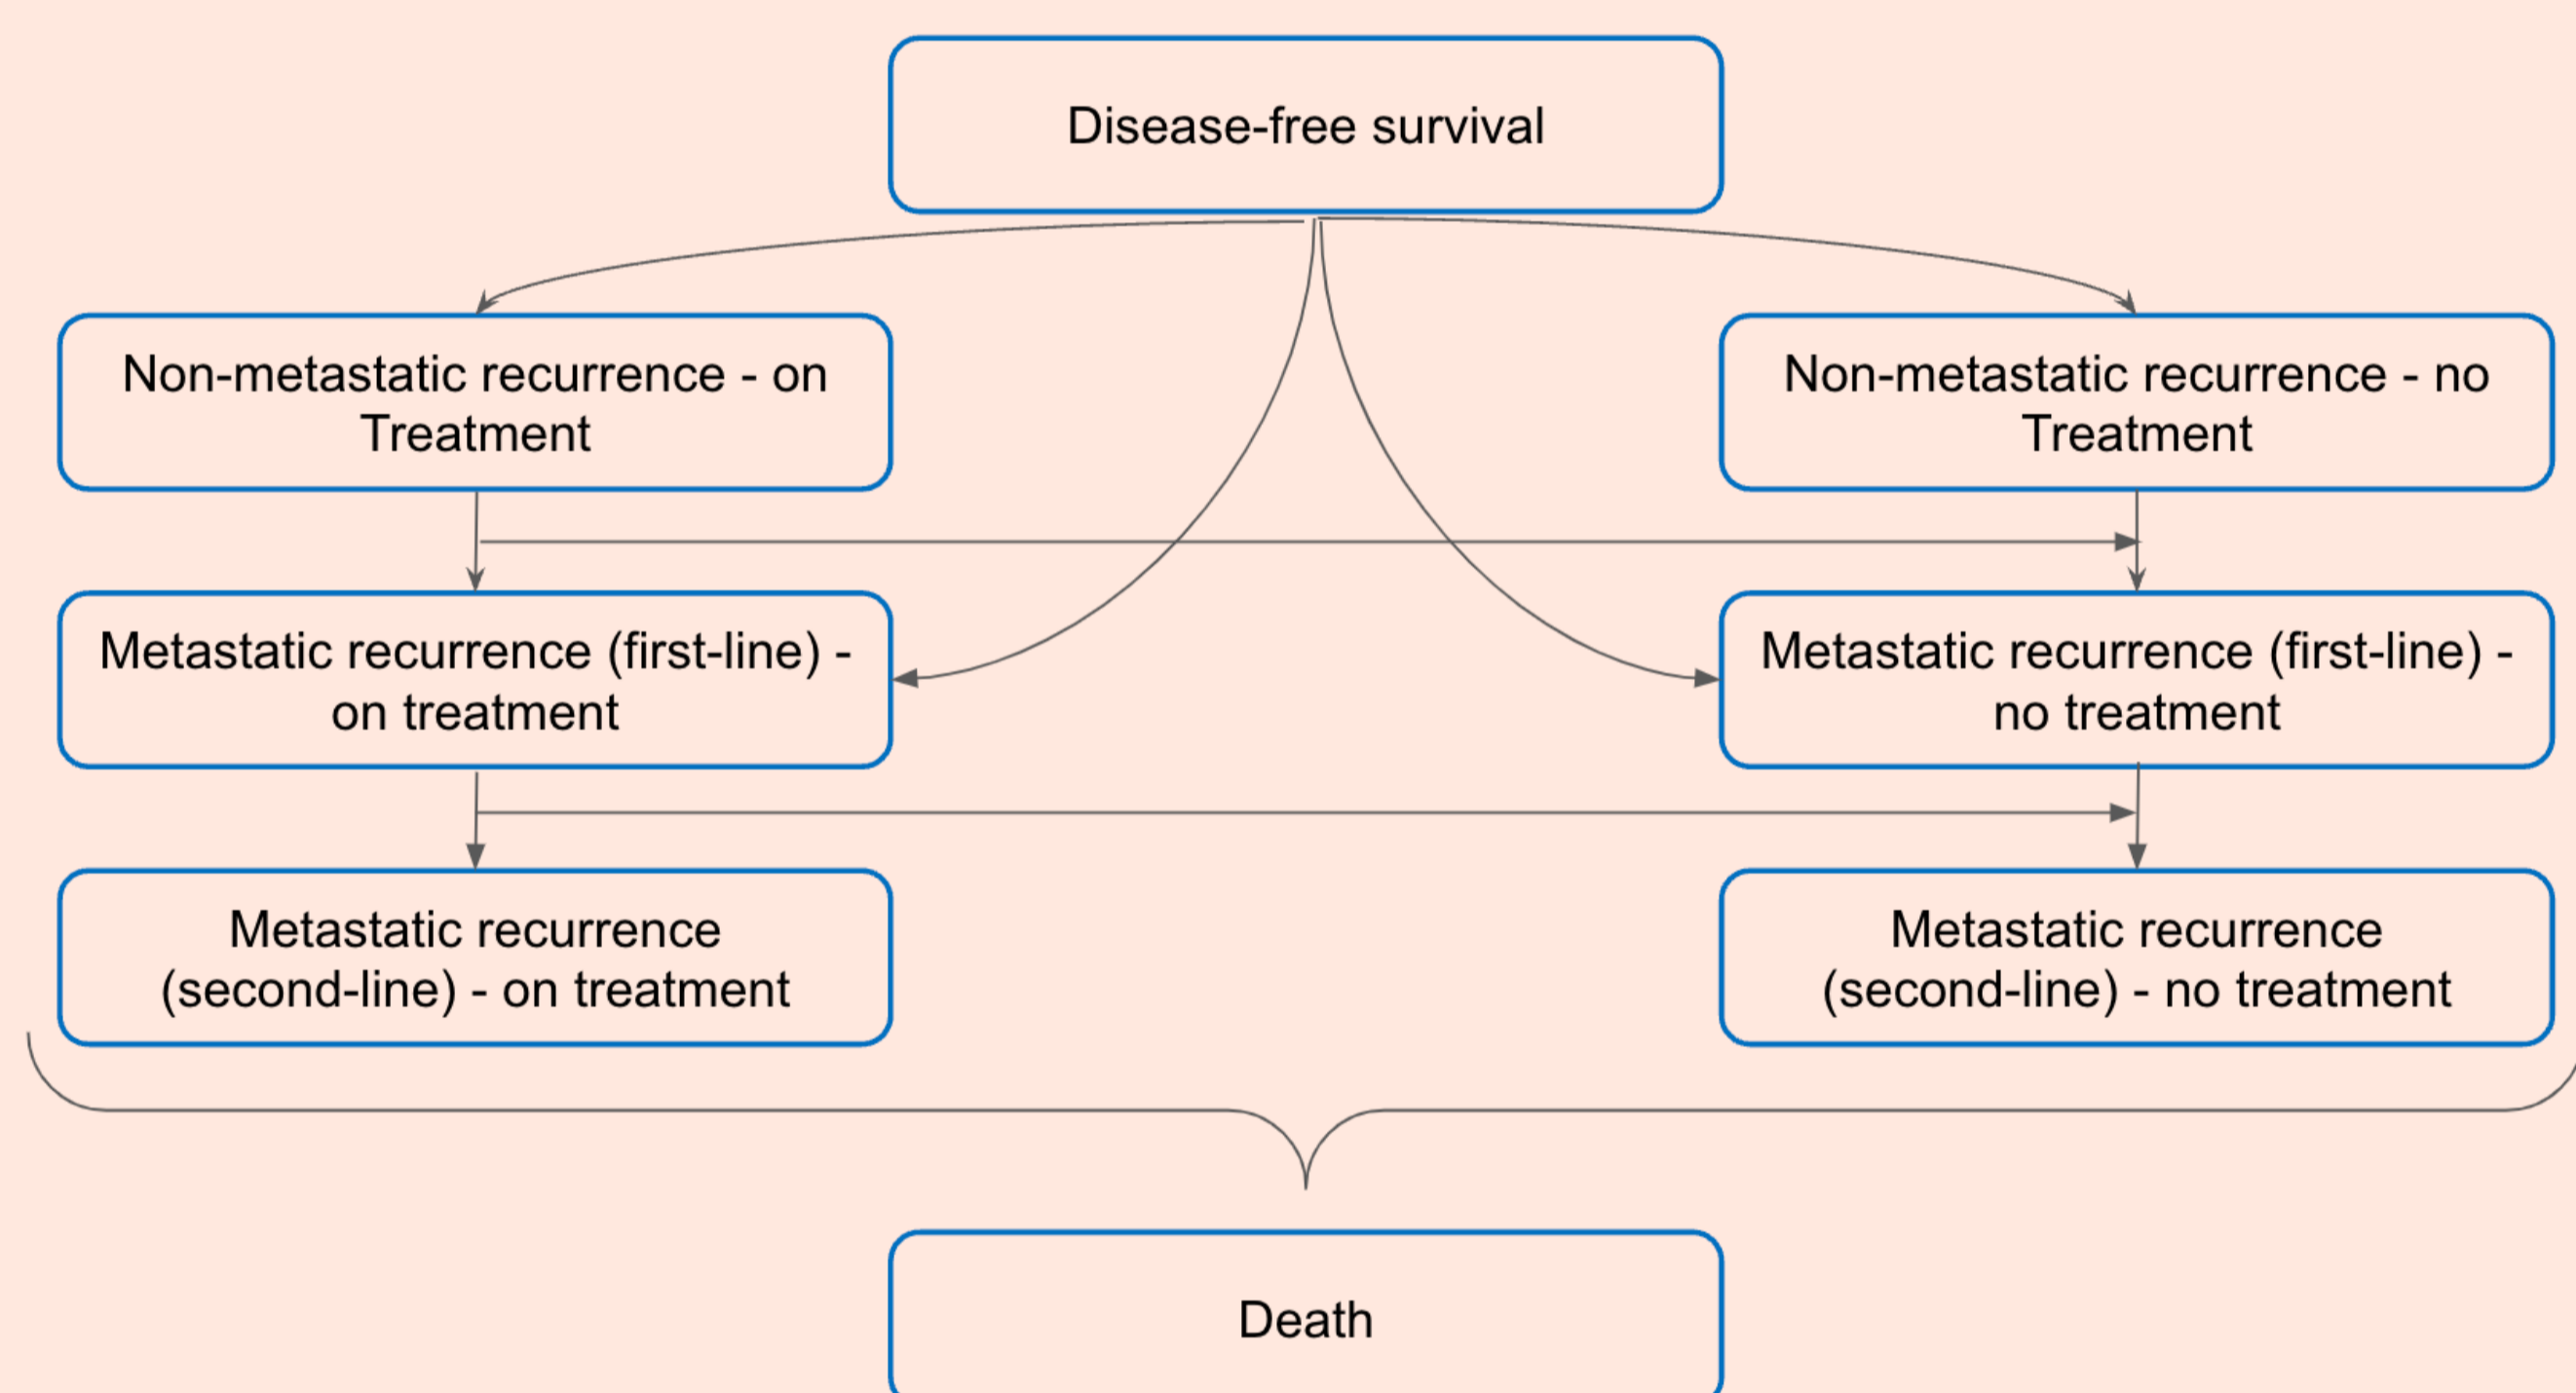 Disease-free survival
Non-metastatic recurrence - on
Treatment
Non-metastatic recurrence - no
Treatment
Metastatic recurrence (first-line) -
on treatment
Metastatic recurrence (first-line) -
no treatment
Metastatic recurrence
(second-line) - on treatment
Metastatic recurrence
(second-line) - no treatment
Death